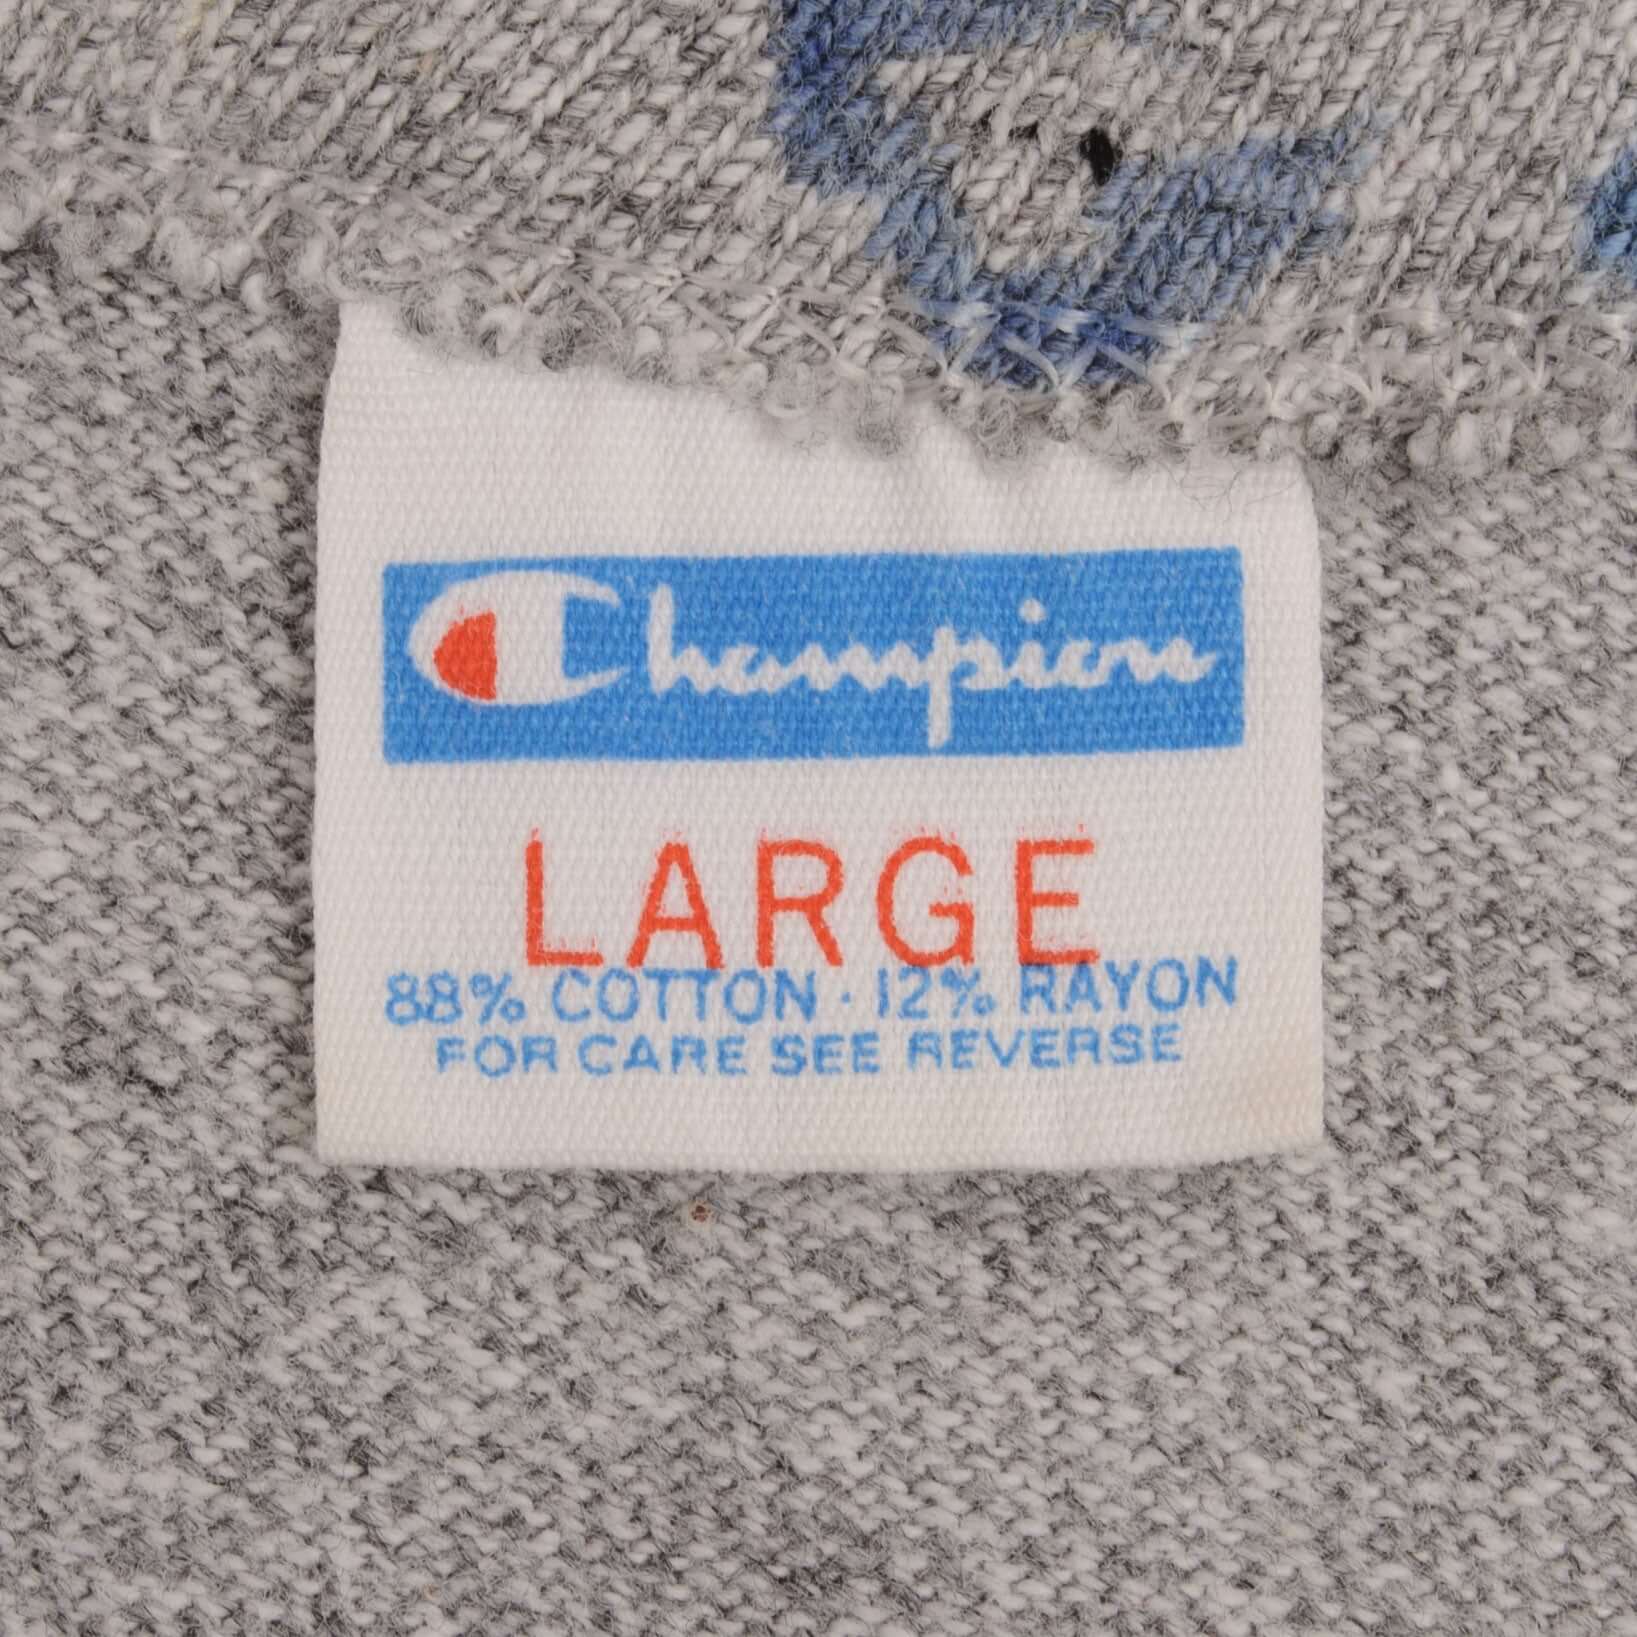 Champion
LARGE
88% COTTON · 12% RAYON
FOR CARE SEE REVERSE